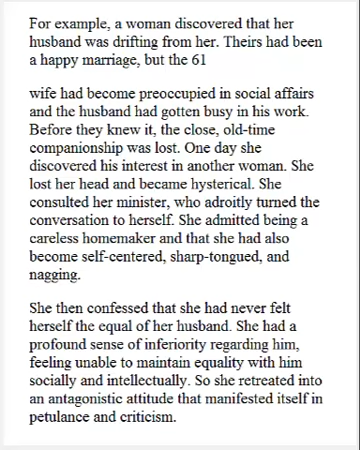 For example, a woman discovered that her
husband was drifting from her. Theirs had been
a happy marriage, but the 61
wife had become preoccupied in social affairs
and the husband had gotten busy in his work.
Before they knew it, the close, old-time
companionship was lost. One day she
discovered his interest in another woman. She
lost her head and became hysterical. She
consulted her minister, who adroitly turned the
conversation to herself. She admitted being a
careless homemaker and that she had also
become self-centered, sharp-tongued, and
nagging.
She then confessed that she had never felt
herself the equal of her husband. She had a
profound sense of inferiority regarding him,
feeling unable to maintain equality with him
socially and intellectually. So she retreated into
an antagonistic attitude that manifested itself in
petulance and criticism.